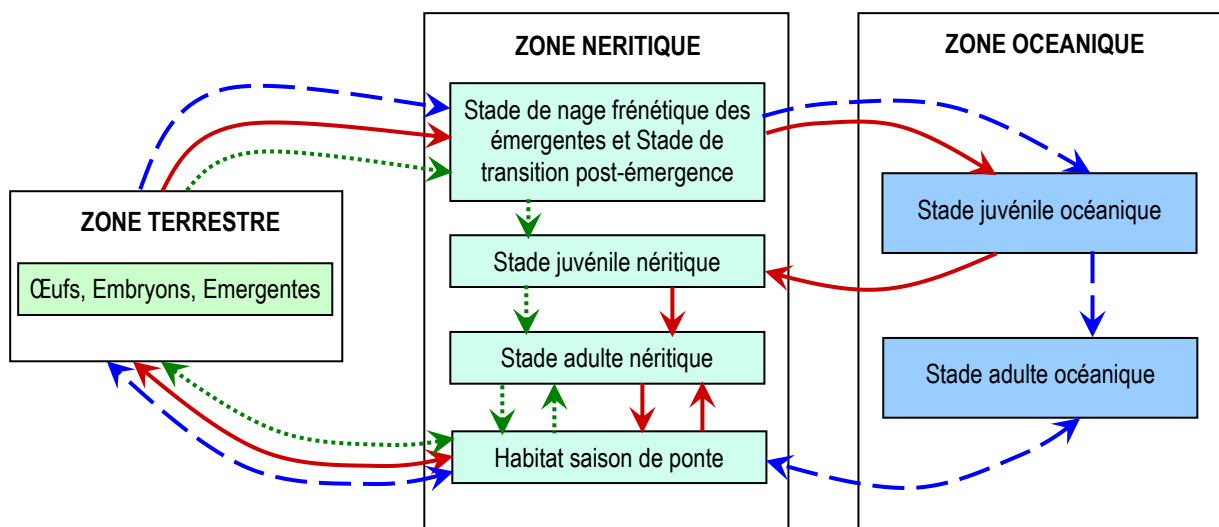 ZONE TERRESTRE
Œufs, Embryons, Emergentes
ZONE NERITIQUE
Stade de nage frénétique des
émergentes et Stade de
transition post-émergence
Stade juvénile néritique
Stade adulte néritique
Habitat saison de ponte
ZONE OCEANIQUE
Stade juvénile océanique
Stade adulte océanique